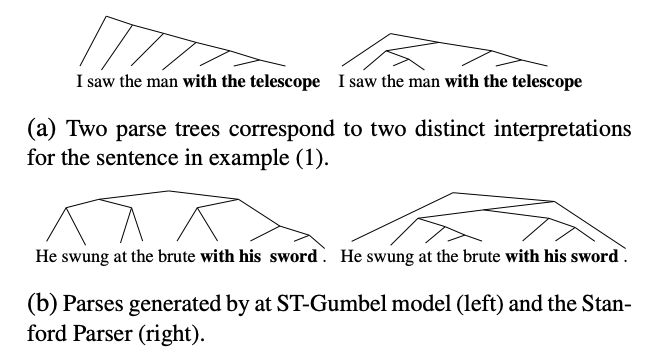 I saw the man with the telescope I saw the man with the telescope
(a) Two parse trees correspond to two distinct interpretations
for the sentence in example (1).
He swung at the brute with his sword . He swung at the brute with his sword .
(b) Parses generated by at ST-Gumbel model (left) and the Stan-
ford Parser (right).